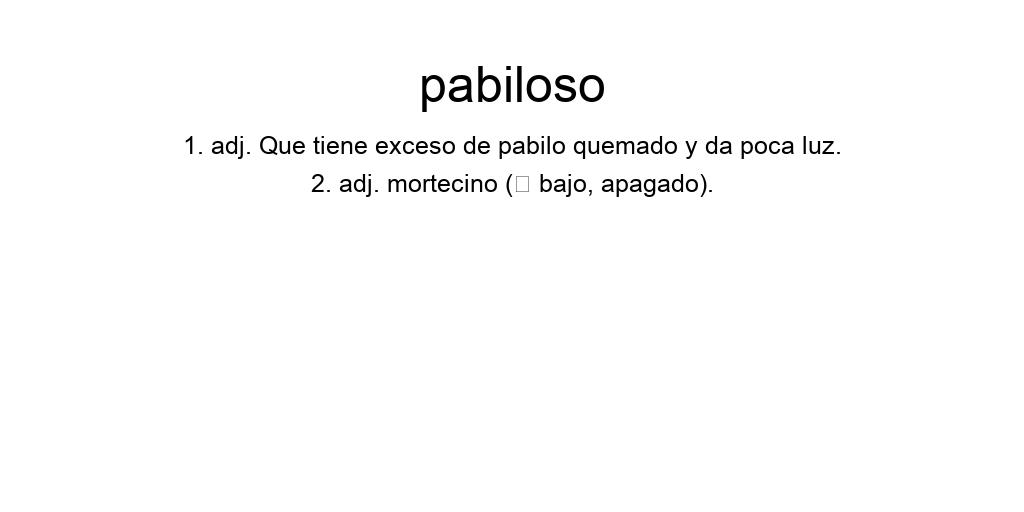 pabiloso
1. adj. Que tiene exceso de pabilo quemado y da poca luz.
2. adj. mortecino (□ bajo, apagado).